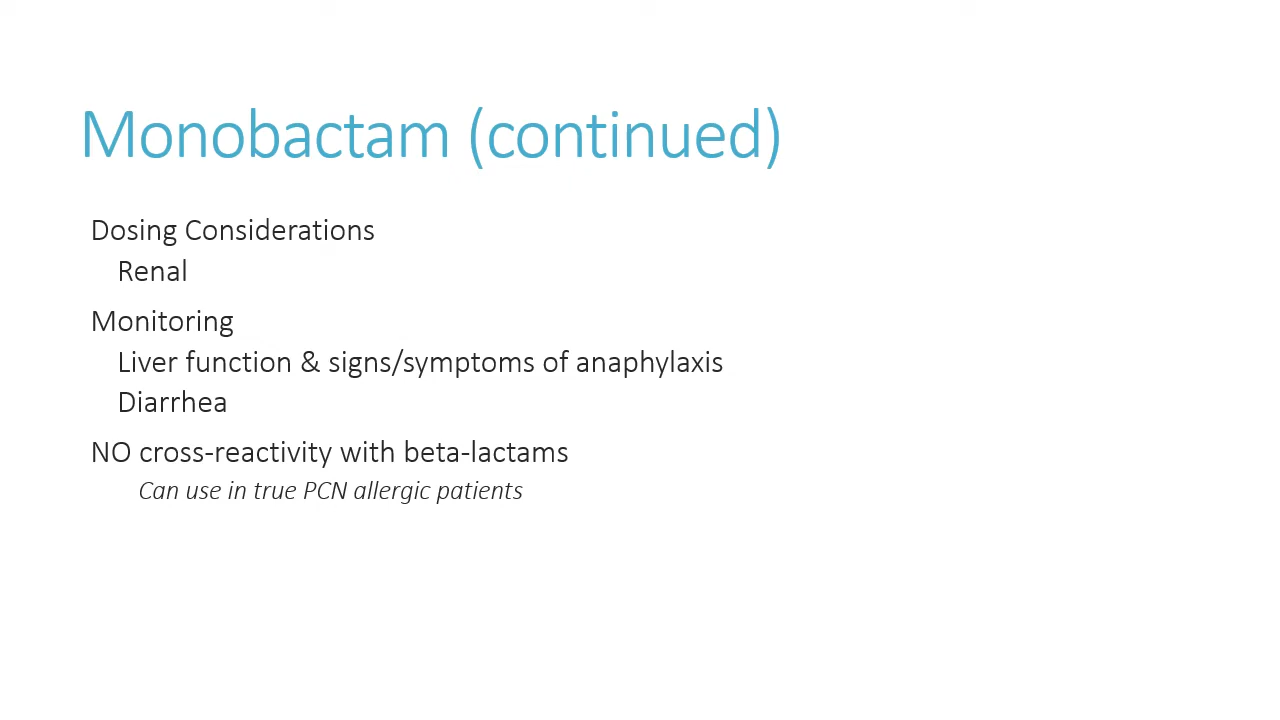 Monobactam (continued)
Dosing Considerations
Renal
Monitoring
Liver function & signs/symptoms of anaphylaxis
Diarrhea
NO cross-reactivity with beta-lactams
Can use in true PCN allergic patients